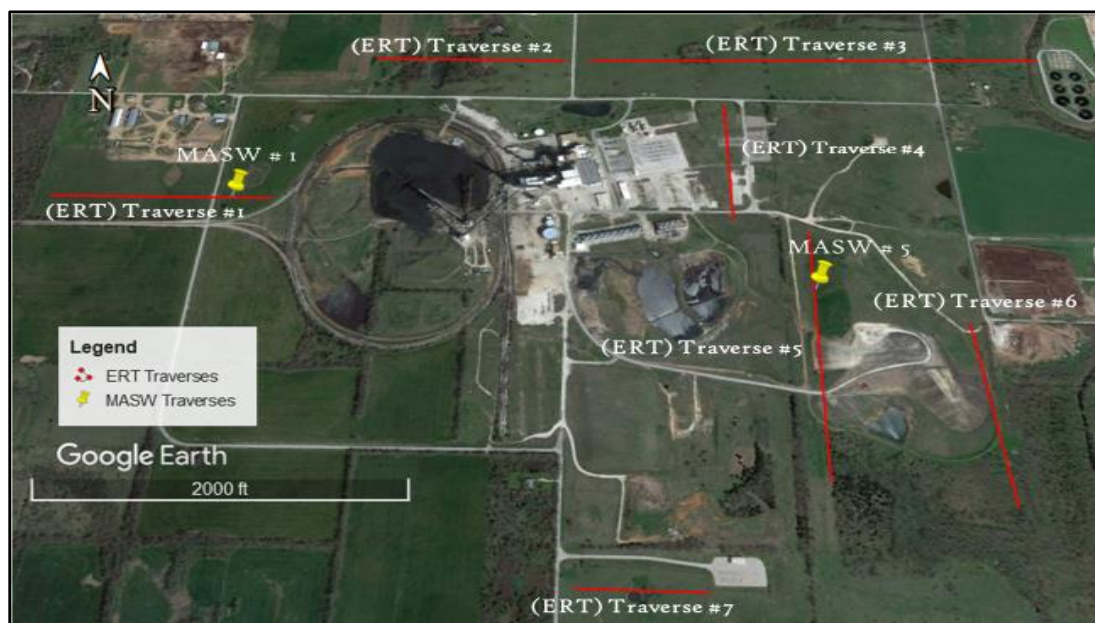 (ERT) Traverse #2
(ERT) Traverse #3
N
MASW # 1
(ERT) Traverse #4
(ERT) Traverse #1
MASW # 5
(ERT) Traverse #6
(ERT) Traverse #5
Legend
ERT Traverses
MASW Traverses
Google Earth
2000 ft
(ERT) Traverse #7